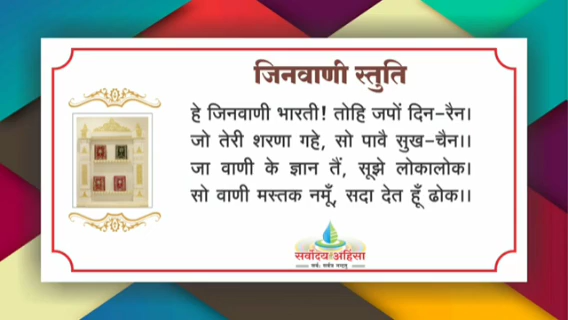 जिनवाणी स्तुति
हे जिनवाणी भारती! तोहि जपों दिन-रैन।
जो तेरी शरणा गहे, सो पावै सुख-चैन।।
जा वाणी के ज्ञान तैं, सूझे लोकालोक।
सो वाणी मस्तक नमूँ, सदा देत हूँ ढोक।।
सर्वोदय अहिंसा